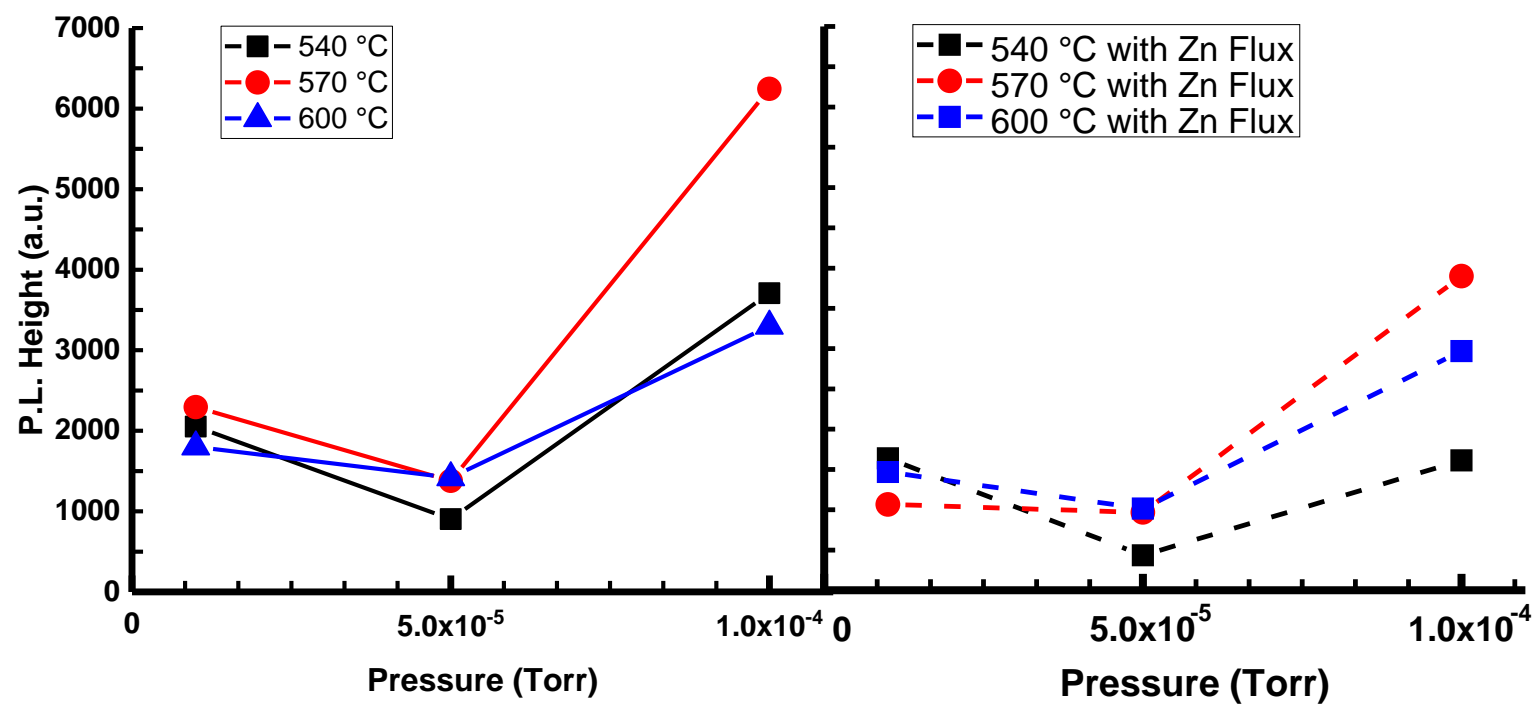 7000
6000
5000
4000
3000
2000
1000
0
P.L. Height (a.u.)
540 °C
570 °C
600 °C
0
5.0x10⁻⁵
1.0x10⁻⁴
Pressure (Torr)
540 °C with Zn Flux
570 °C with Zn Flux
600 °C with Zn Flux
0
5.0x10⁻⁵
1.0x10⁻⁴
Pressure (Torr)